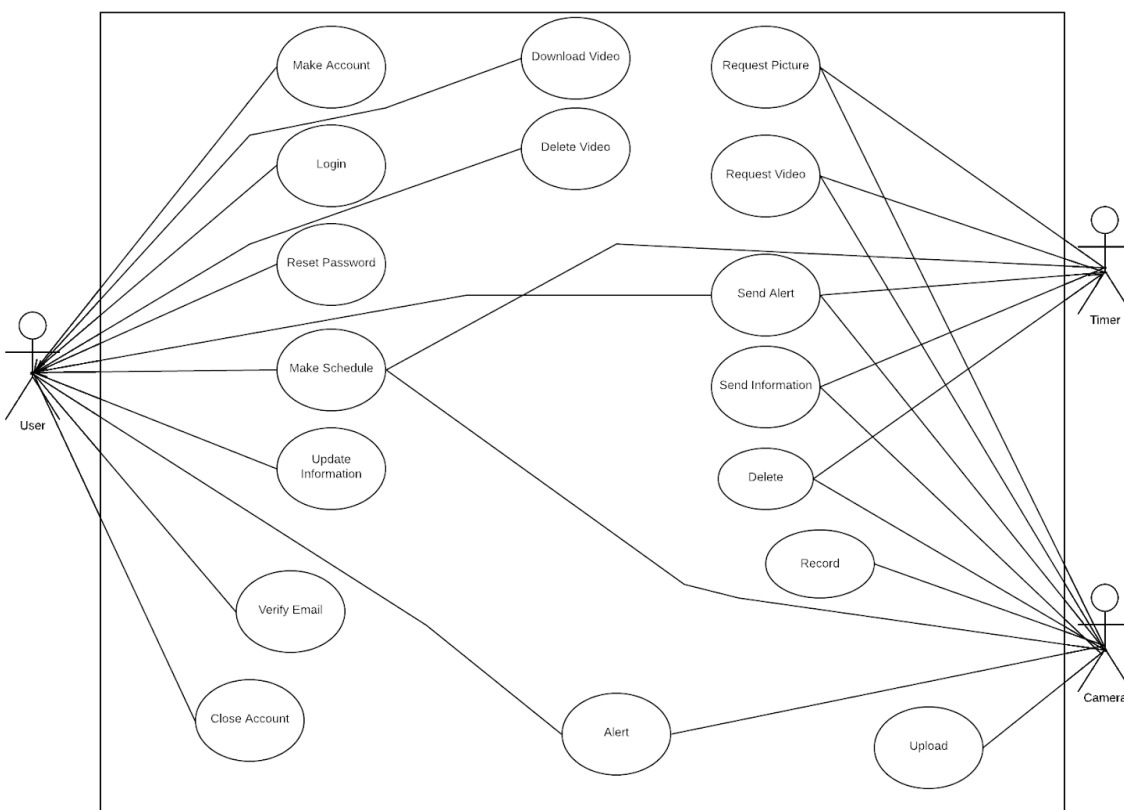 Make Account
Download Video
Request Picture
Login
Delete Video
Request Video
Reset Password
Send Alert
Timer
Make Schedule
Send Information
User
Update
Information
Delete
Record
Verify Email
Camera
Close Account
Alert
Upload